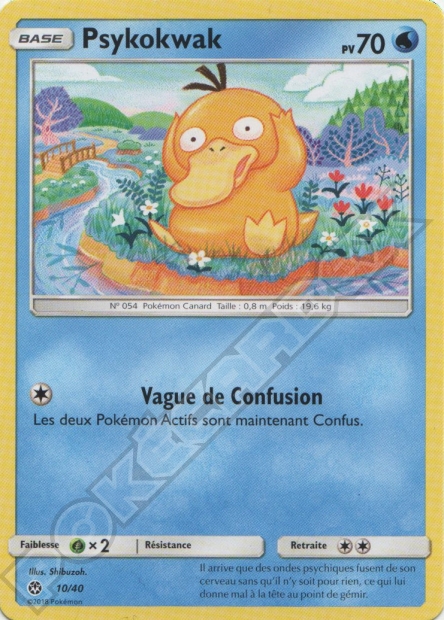 BASE Psykokwak PV70
N° 054 Pokémon Canard Taille : 0,8 m Poids : 19,6 kg
Vague de Confusion
Les deux Pokémon Actifs sont maintenant Confus.
Faiblesse ×2 Résistance Retraite
Illus. Shibuzoh.
10/40
©2018 Pokémon
Il arrive que des ondes psychiques fusent de son
cerveau sans qu'il n'y soit pour rien, ce qui lui
donne mal à la tête au point de gémir.